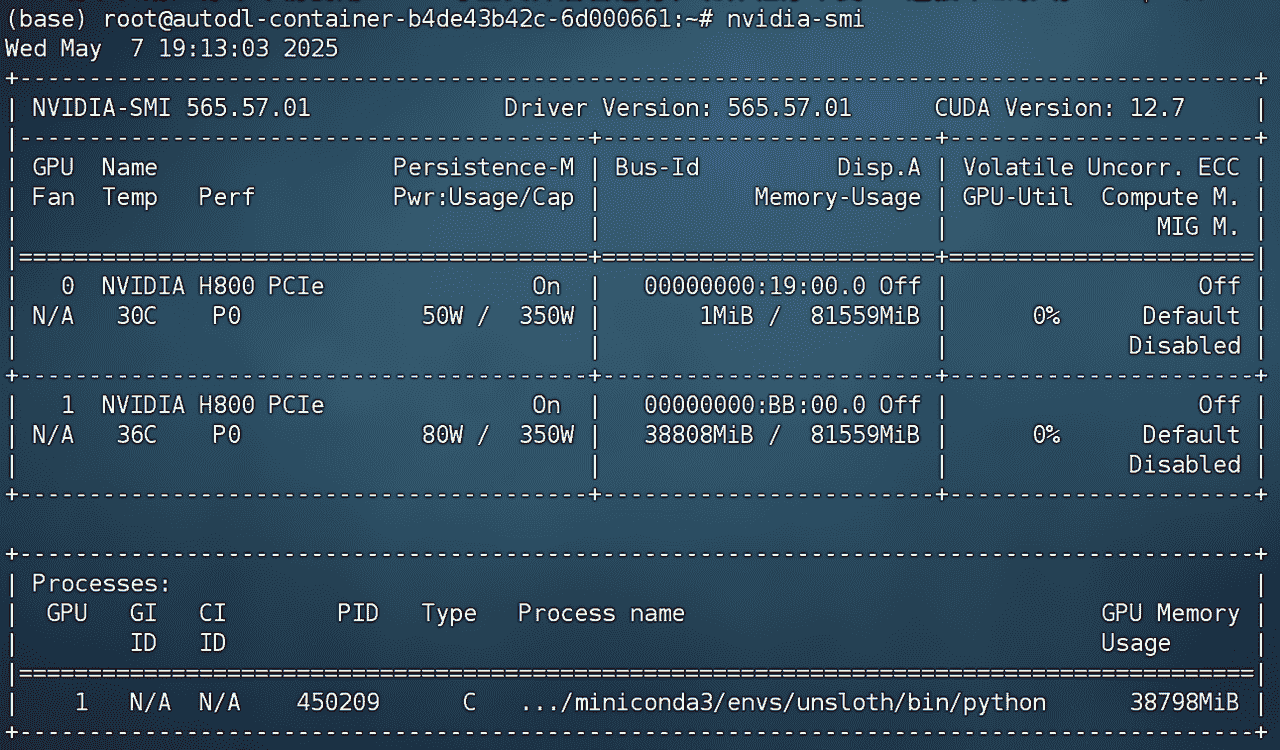 (base) root@autodl-container-b4de43b42c-6d000661:~# nvidia-smi
Wed May  7 19:13:03 2025
+-----------------------------------------------------------------------------------------+
| NVIDIA-SMI 565.57.01              Driver Version: 565.57.01      CUDA Version: 12.7     |
|-----------------------------------------+------------------------+----------------------+
| GPU  Name                 Persistence-M | Bus-Id          Disp.A | Volatile Uncorr. ECC |
| Fan  Temp   Perf          Pwr:Usage/Cap |           Memory-Usage | GPU-Util  Compute M. |
|                                         |                        |               MIG M. |
|=========================================+========================+======================|
|   0  NVIDIA H800 PCIe               On  |   00000000:19:00.0 Off |                  Off |
| N/A   30C    P0              50W /  350W |       1MiB /  81559MiB |      0%      Default |
|                                         |                        |             Disabled |
+-----------------------------------------+------------------------+----------------------+
|   1  NVIDIA H800 PCIe               On  |   00000000:BB:00.0 Off |                  Off |
| N/A   36C    P0              80W /  350W |   38808MiB /  81559MiB |      0%      Default |
|                                         |                        |             Disabled |
+-----------------------------------------+------------------------+----------------------+
+-----------------------------------------------------------------------------------------+
| Processes:                                                                              |
|  GPU   GI   CI        PID   Type   Process name                              GPU Memory |
|        ID   ID                                                               Usage      |
|=========================================================================================|
|    1   N/A  N/A    450209      C   .../miniconda3/envs/unsloth/bin/python      38798MiB |
+-----------------------------------------------------------------------------------------+